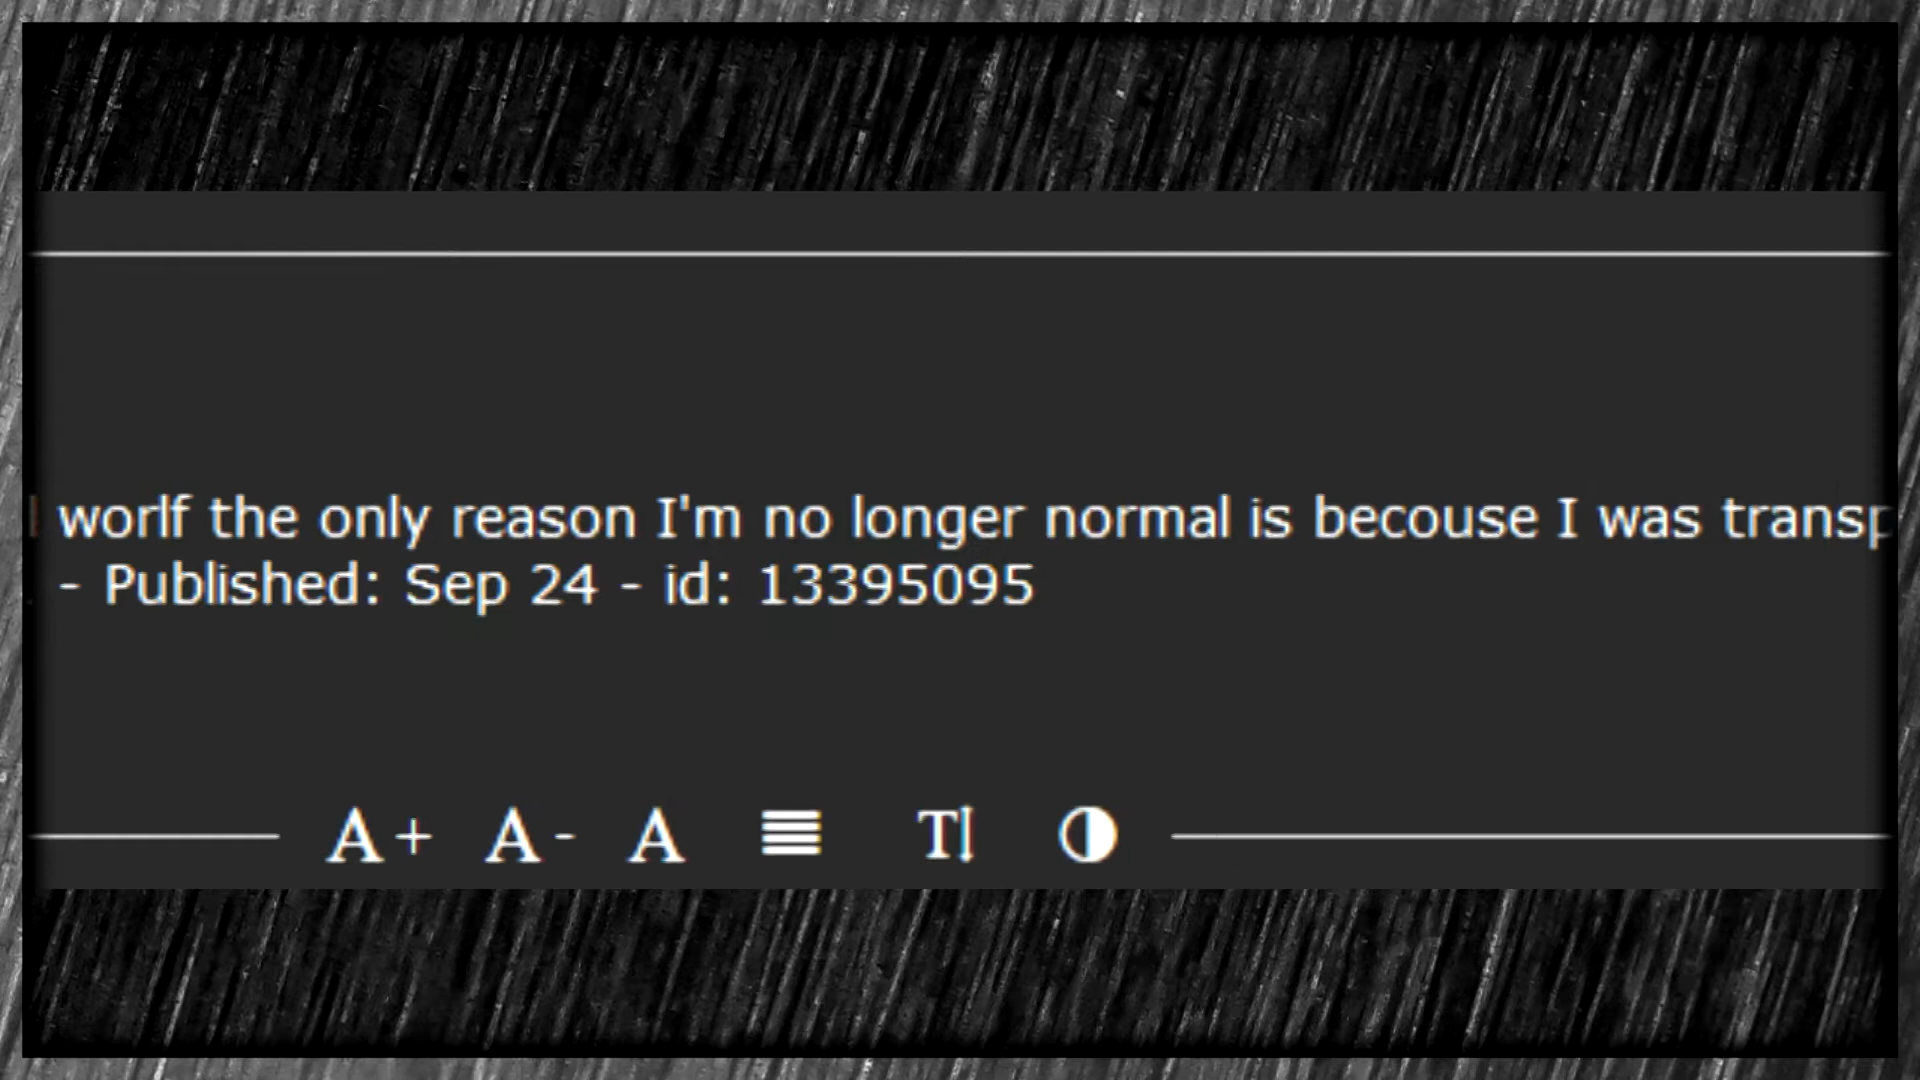 worlf the only reason I'm no longer normal is becouse I was transp
- Published: Sep 24 - id: 13395095
A+ A- A T